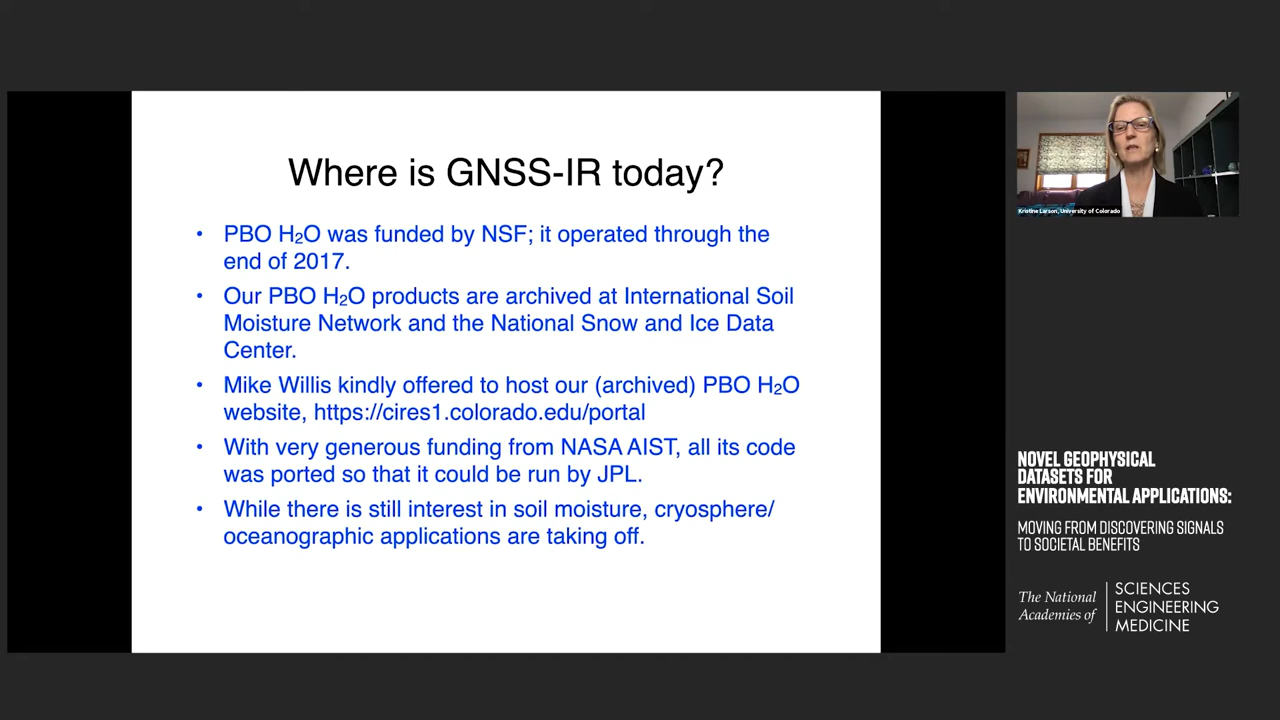 Where is GNSS-IR today?
• PBO H₂O was funded by NSF; it operated through the
end of 2017.
• Our PBO H₂O products are archived at International Soil
Moisture Network and the National Snow and Ice Data
Center.
• Mike Willis kindly offered to host our (archived) PBO H₂O
website, https://cires1.colorado.edu/portal
• With very generous funding from NASA AIST, all its code
was ported so that it could be run by JPL.
• While there is still interest in soil moisture, cryosphere/
oceanographic applications are taking off.
Kristine Larson, University of Colorado
NOVEL GEOPHYSICAL
DATASETS FOR
ENVIRONMENTAL APPLICATIONS:
MOVING FROM DISCOVERING SIGNALS
TO SOCIETAL BENEFITS
The National
Academies of
SCIENCES
ENGINEERING
MEDICINE